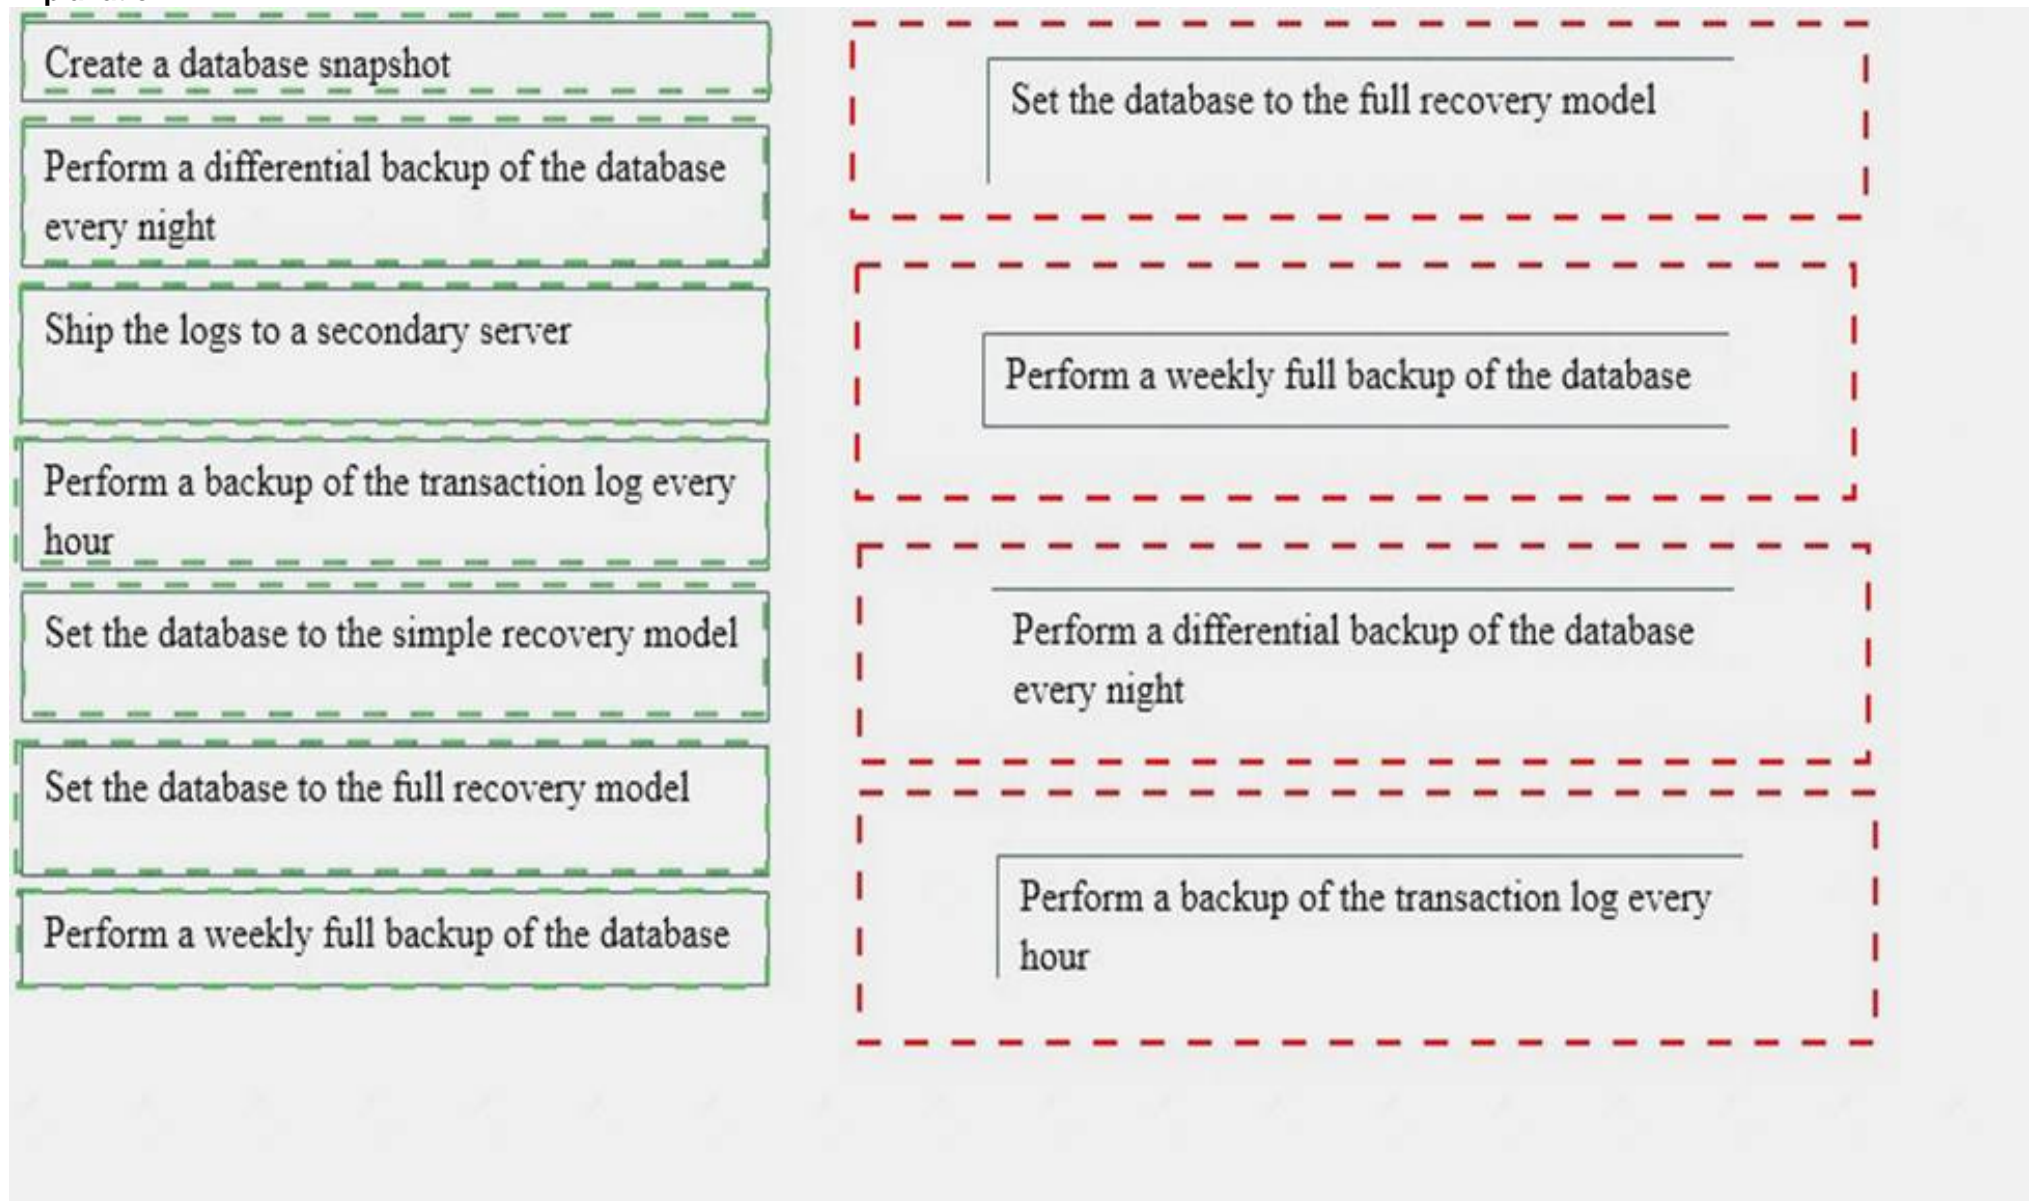 Create a database snapshot
Perform a differential backup of the database
every night
Ship the logs to a secondary server
Perform a backup of the transaction log every
hour
Set the database to the simple recovery model
Set the database to the full recovery model
Perform a weekly full backup of the database
Set the database to the full recovery model
Perform a weekly full backup of the database
Perform a differential backup of the database
every night
Perform a backup of the transaction log every
hour